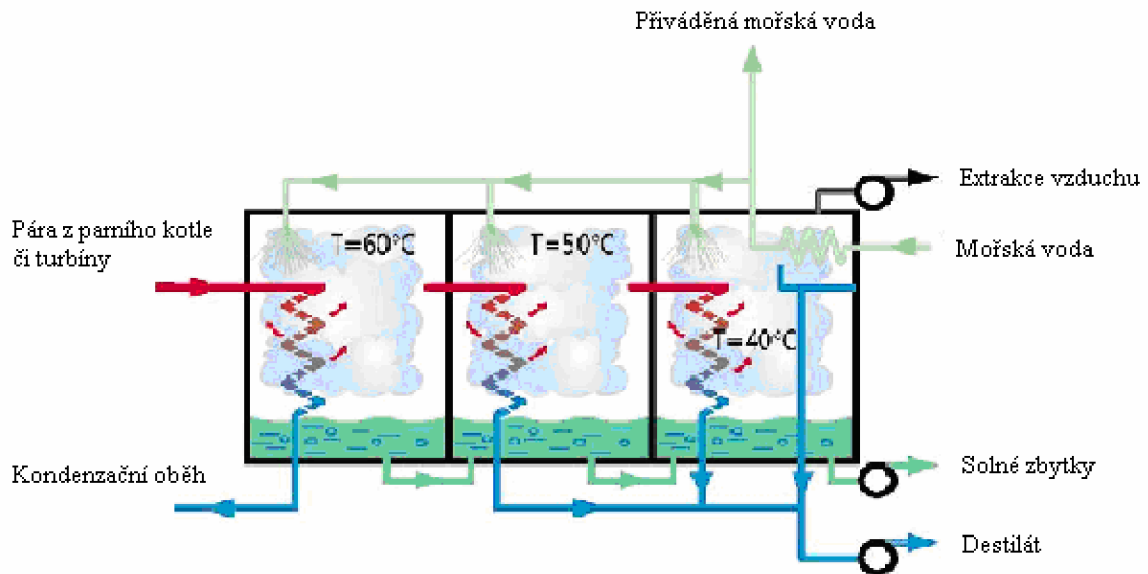 Přiváděná mořská voda
Extrakce vzduchu
Pára z parního kotle
či turbíny
T=60°C
T=50°C
Mořská voda
T=40°C
Kondenzační oběh
Solné zbytky
Destilát